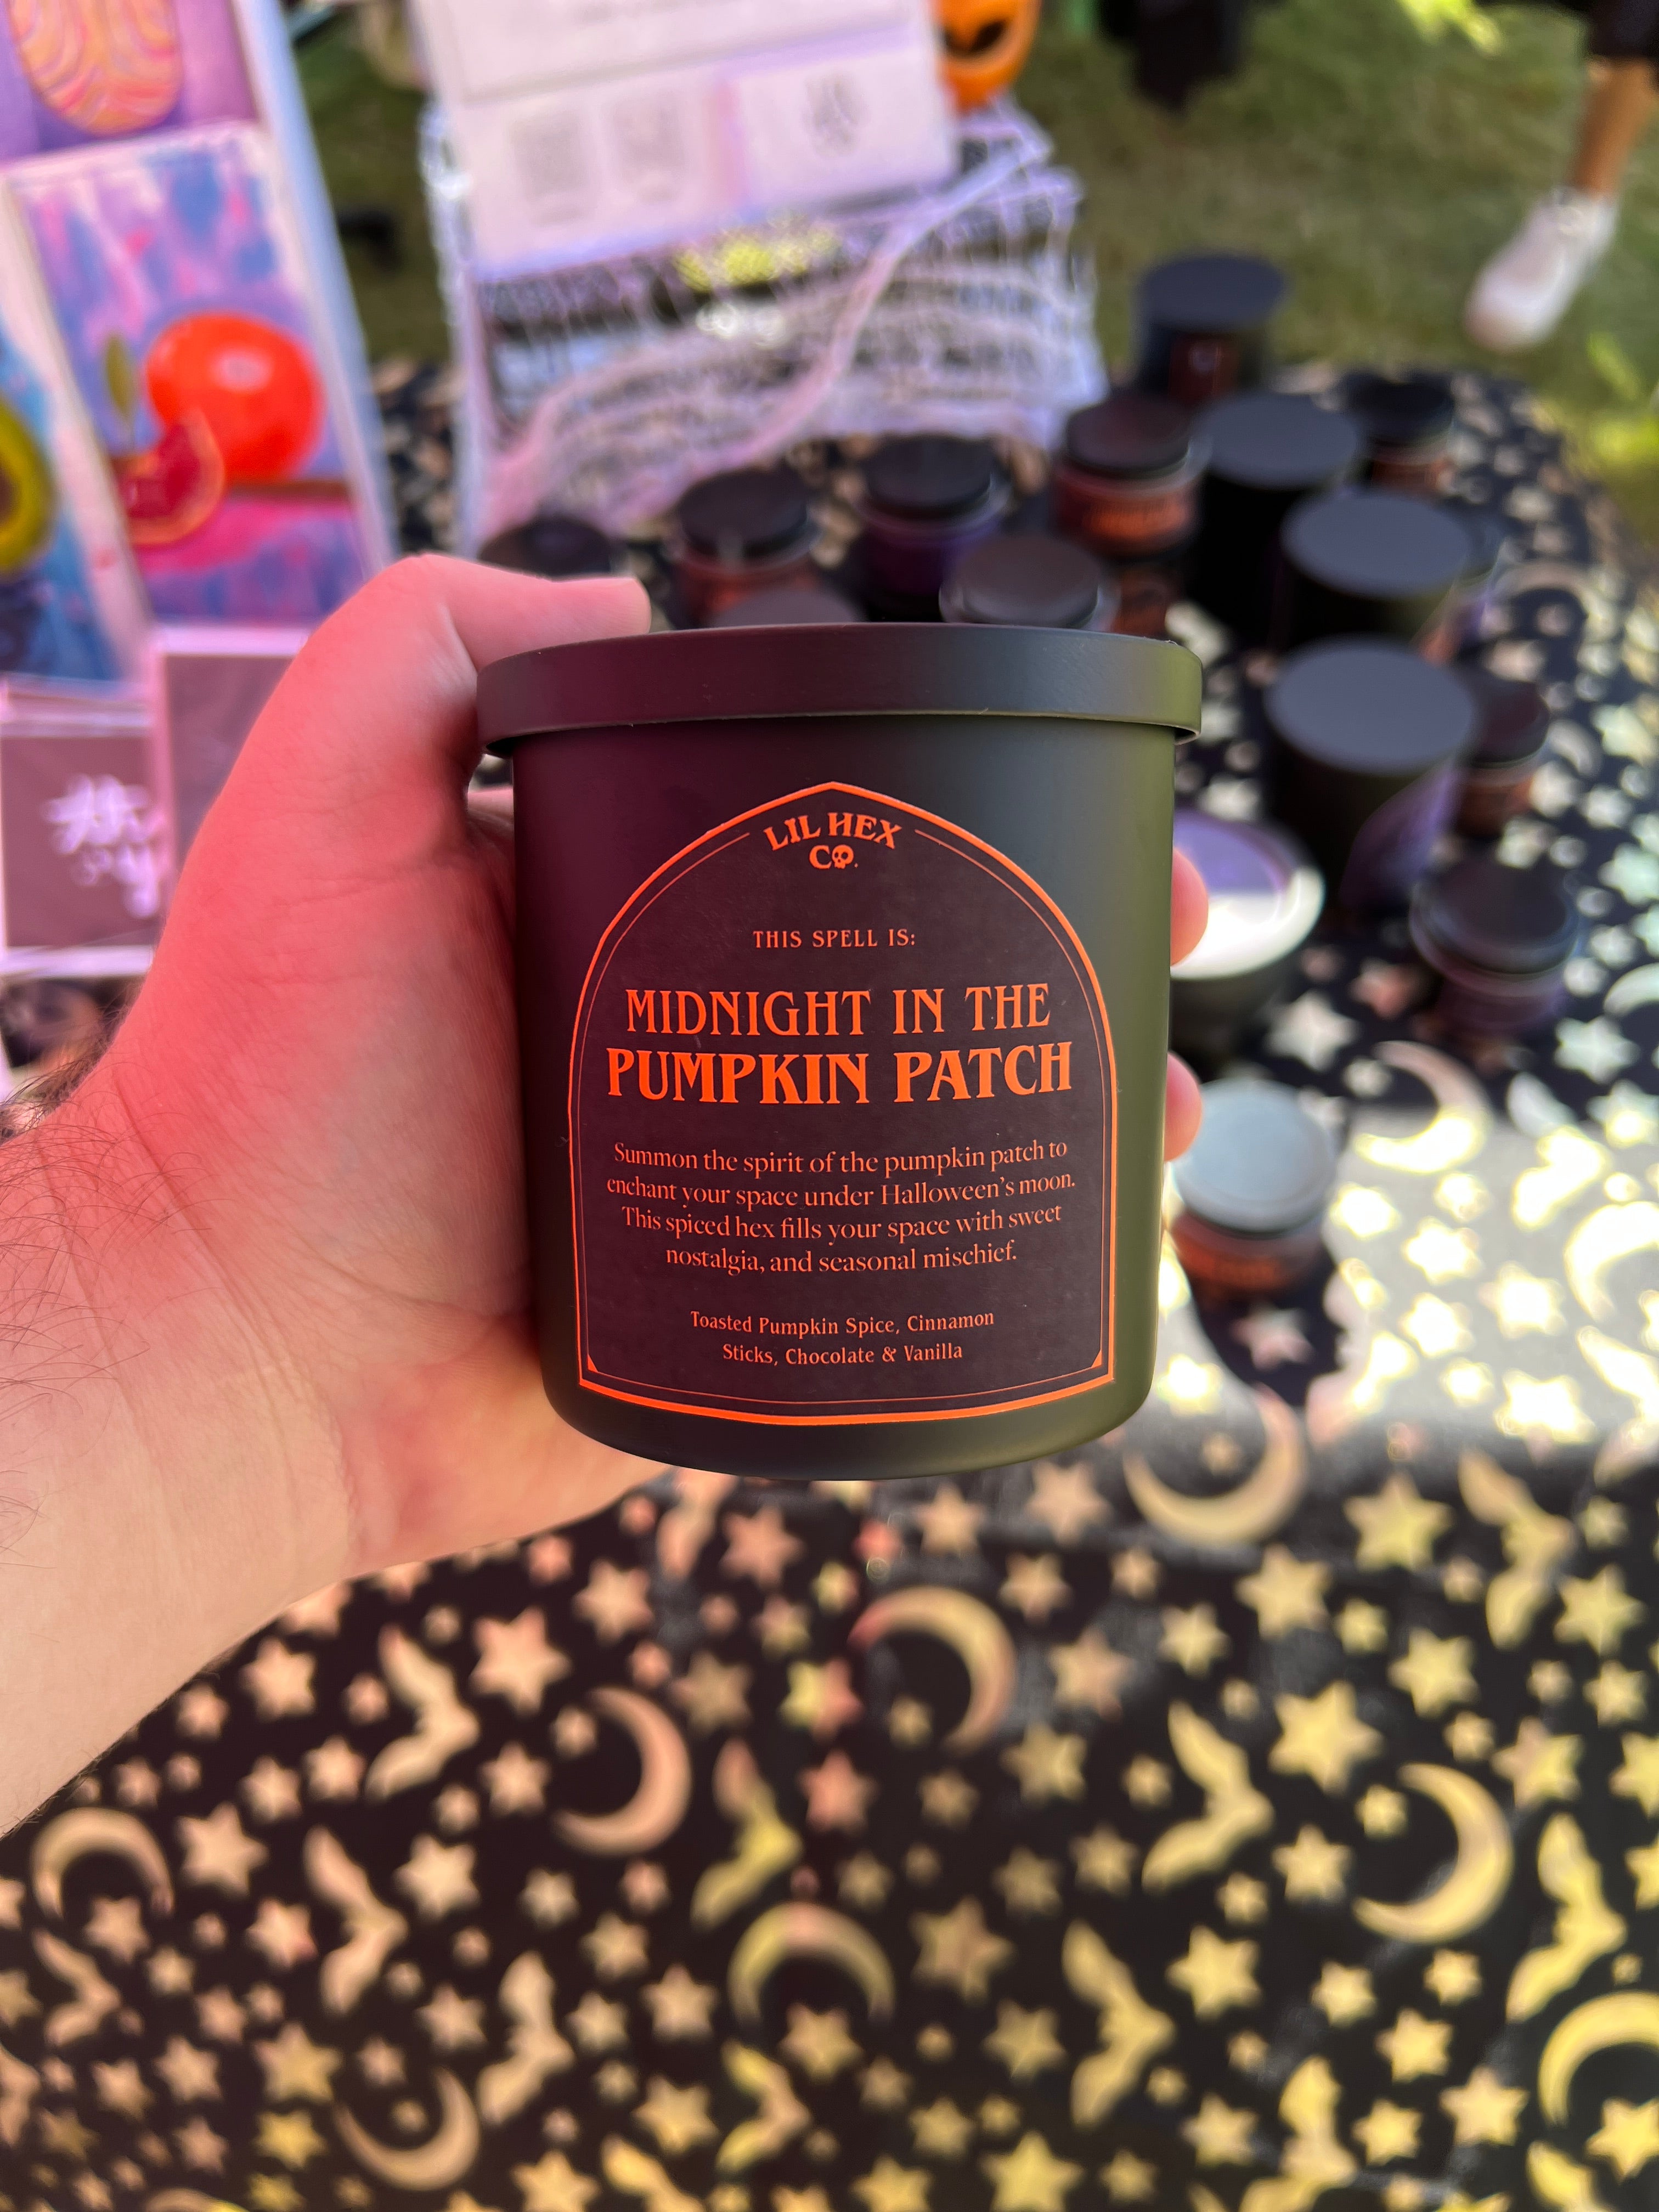 LIL HEX
CO.
THIS SPELL IS:
MIDNIGHT IN THE
PUMPKIN PATCH
Summon the spirit of the pumpkin patch to
enchant your space under Halloween's moon.
This spiced hex fills your space with sweet
nostalgia, and seasonal mischief.
Toasted Pumpkin Spice, Cinnamon
Sticks, Chocolate & Vanilla